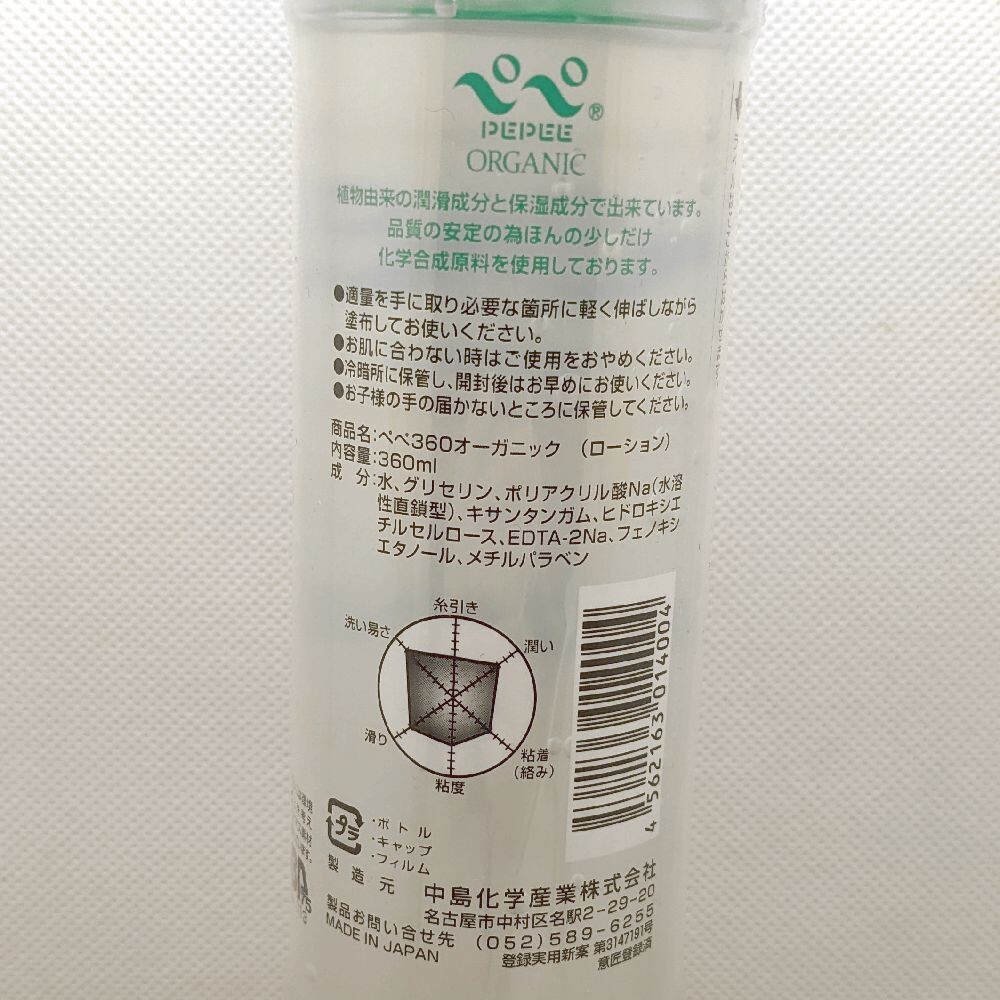 ペペ®
PEPEE
ORGANIC
植物由来の潤滑成分と保湿成分で出来ています。
品質の安定の為ほんの少しだけ
化学合成原料を使用しております。
●適量を手に取り必要な箇所に軽く伸ばしながら
塗布してお使いください。
●お肌に合わない時はご使用をおやめください。
●冷暗所に保管し、開封後はお早めにお使いください。
●お子様の手の届かないところに保管してください。
商品名:ペペ360オーガニック (ローション)
内容量:360ml
成 分:水、グリセリン、ポリアクリル酸Na(水溶
性直鎖型)、キサンタンガム、ヒドロキシエ
チルセルロース、EDTA-2Na、フェノキシ
エタノール、メチルパラベン
糸引き
洗い易さ
潤い
滑り
粘着
(絡み)
粘度
4 562163 014004
プラ
・ボトル
・キャップ
・フィルム
製造元 中島化学産業株式会社
名古屋市中村区名駅2-29-20
製品お問い合せ先 (052)589-6255
MADE IN JAPAN
登録実用新案 第3147191号
意匠登録済